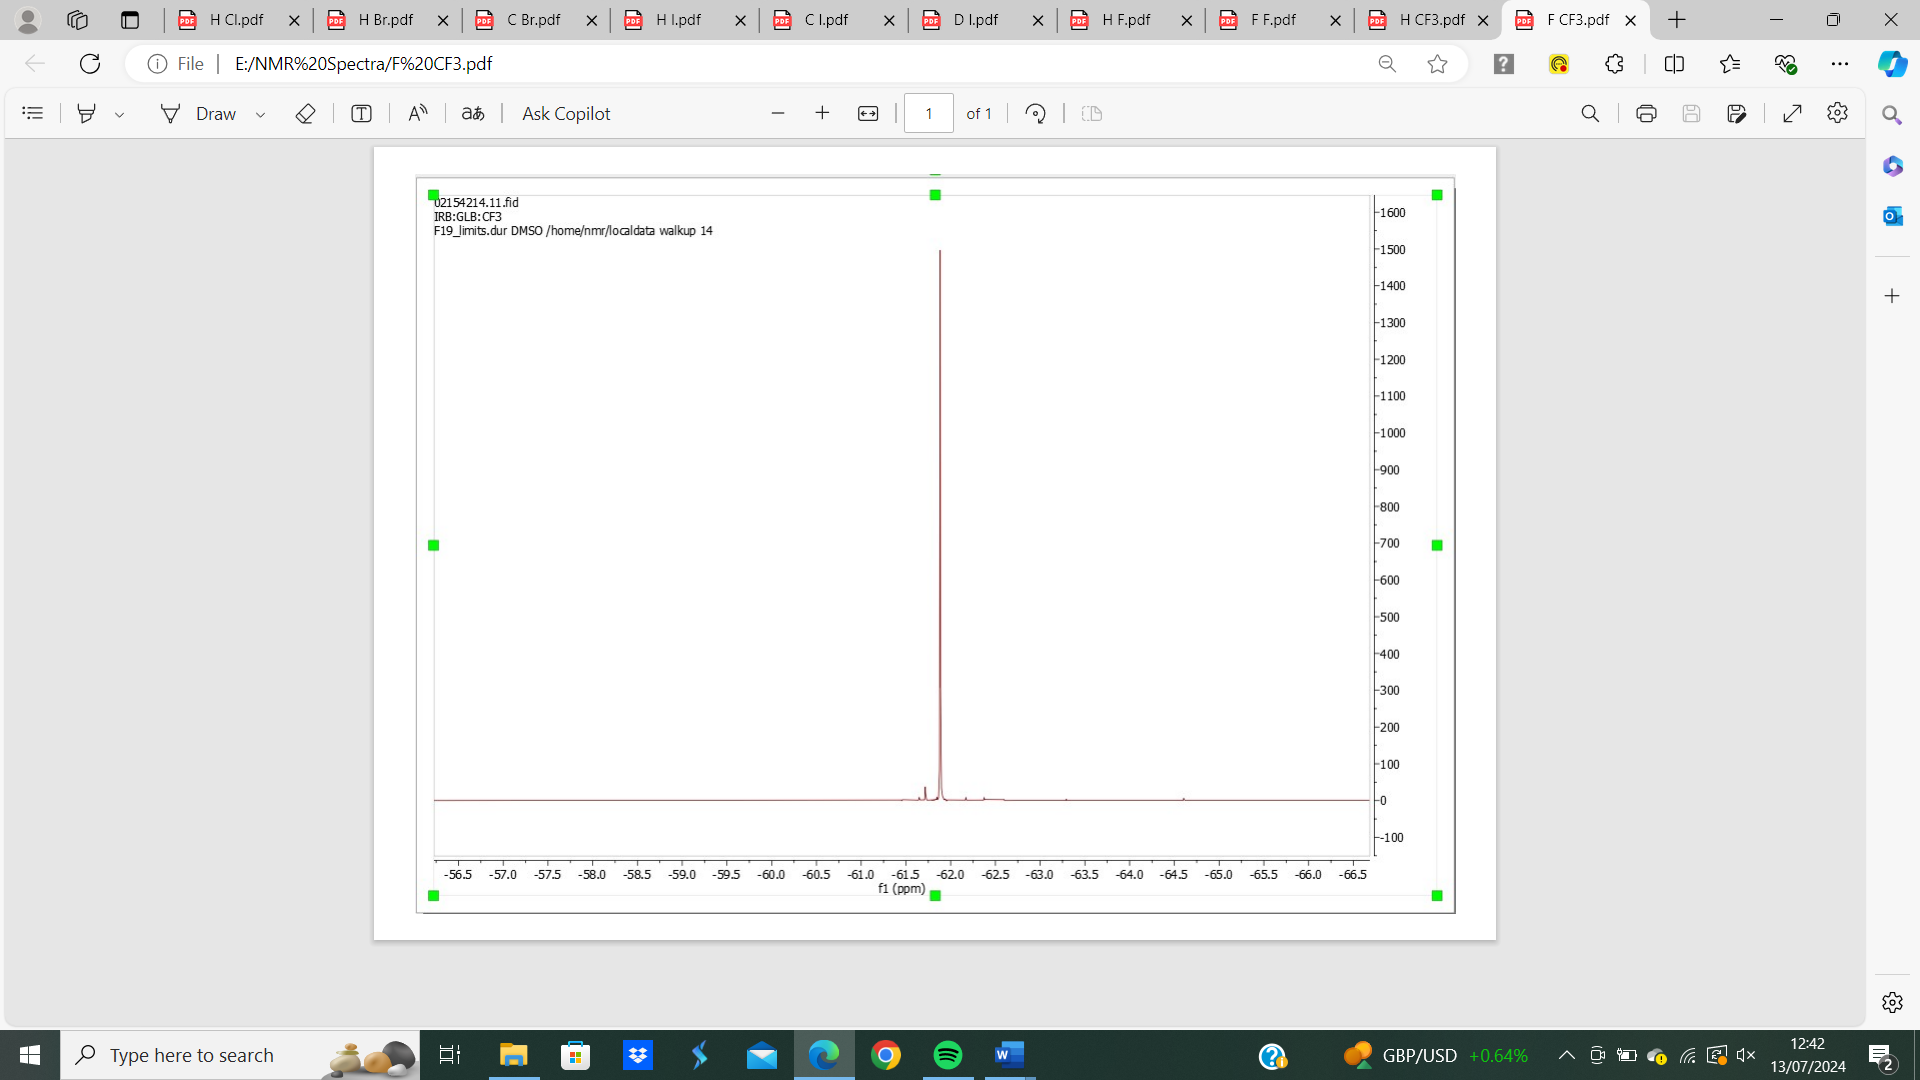 H Cl.pdf
H Br.pdf
C Br.pdf
H I.pdf
C I.pdf
D I.pdf
H F.pdf
F F.pdf
H CF3.pdf
F CF3.pdf
File
E:/NMR%20Spectra/F%20CF3.pdf
Draw
aあ
Ask Copilot
1 of 1
02154214.11.fid
IRB:GLB:CF3
F19_limits.dur DMSO /home/nmr/localdata walkup 14
1600
1500
1400
1300
1200
1100
1000
900
800
700
600
500
400
300
200
100
0
-100
-56.5 -57.0 -57.5 -58.0 -58.5 -59.0 -59.5 -60.0 -60.5 -61.0 -61.5 -62.0 -62.5 -63.0 -63.5 -64.0 -64.5 -65.0 -65.5 -66.0 -66.5
f1 (ppm)
Type here to search
GBP/USD +0.64%
12:42
13/07/2024
2